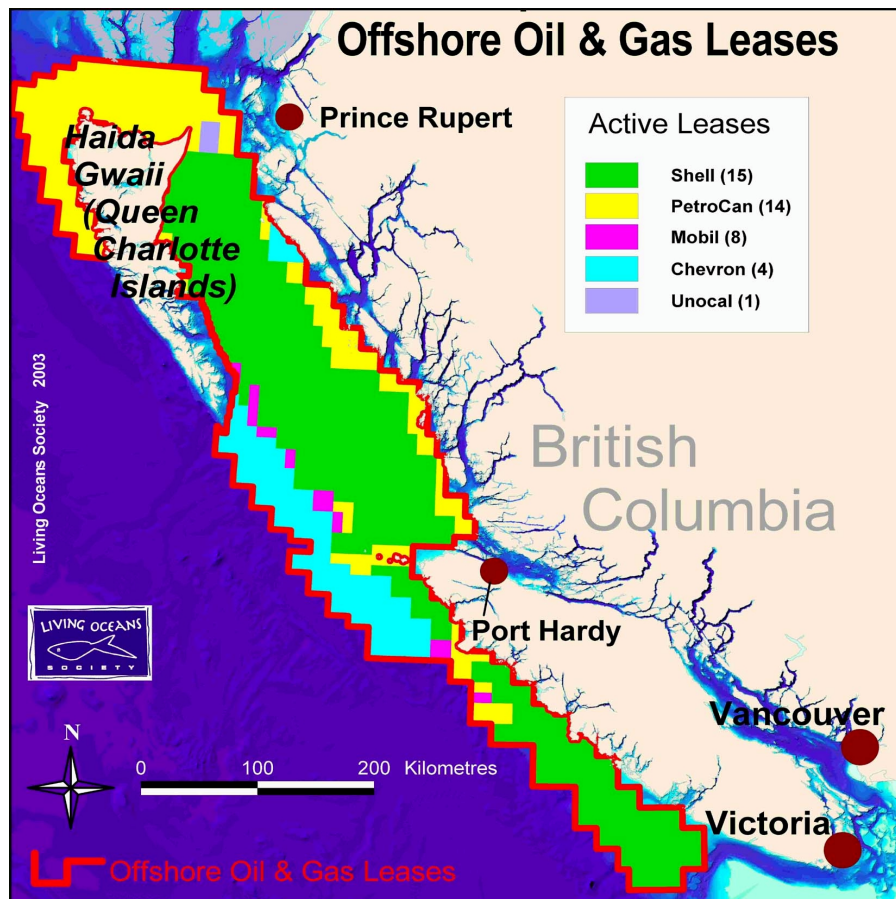 Offshore Oil & Gas Leases
Prince Rupert
Active Leases
Shell (15)
PetroCan (14)
Mobil (8)
Chevron (4)
Unocal (1)
Haida
Gwaii
(Queen
Charlotte
Islands)
British
Columbia
Living Oceans Society 2003
LIVING OCEANS
SOCIETY
Port Hardy
Vancouver
Victoria
N
0 100 200 Kilometres
Offshore Oil & Gas Leases